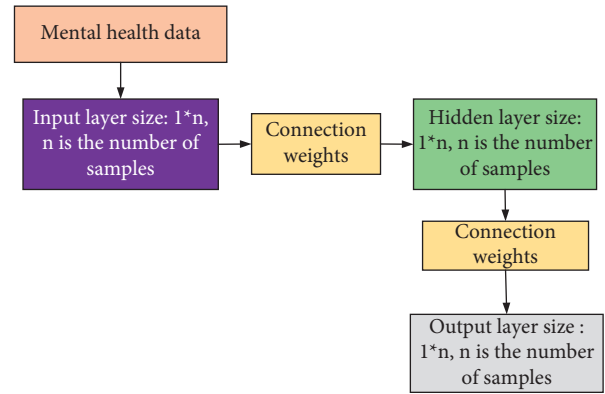 Mental health data
Input layer size: 1*n,
n is the number of
samples
Connection
weights
Hidden layer size:
1*n, n is the number
of samples
Connection
weights
Output layer size :
1*n, n is the number
of samples